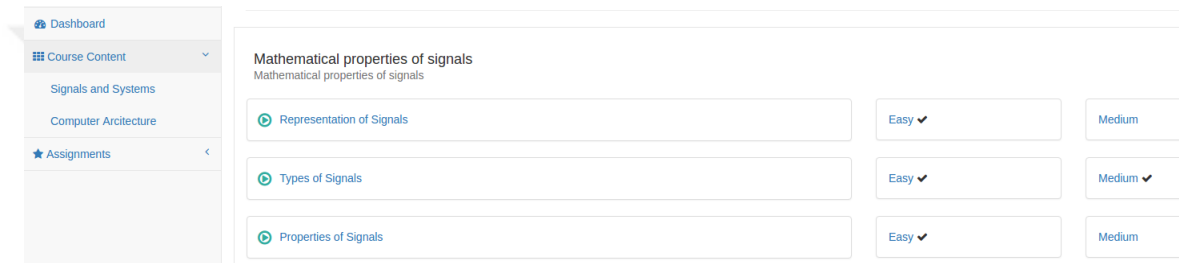 Dashboard
Course Content
Signals and Systems
Computer Arcitecture
Assignments
Mathematical properties of signals
Mathematical properties of signals
Representation of Signals Easy Medium
Types of Signals Easy Medium
Properties of Signals Easy Medium